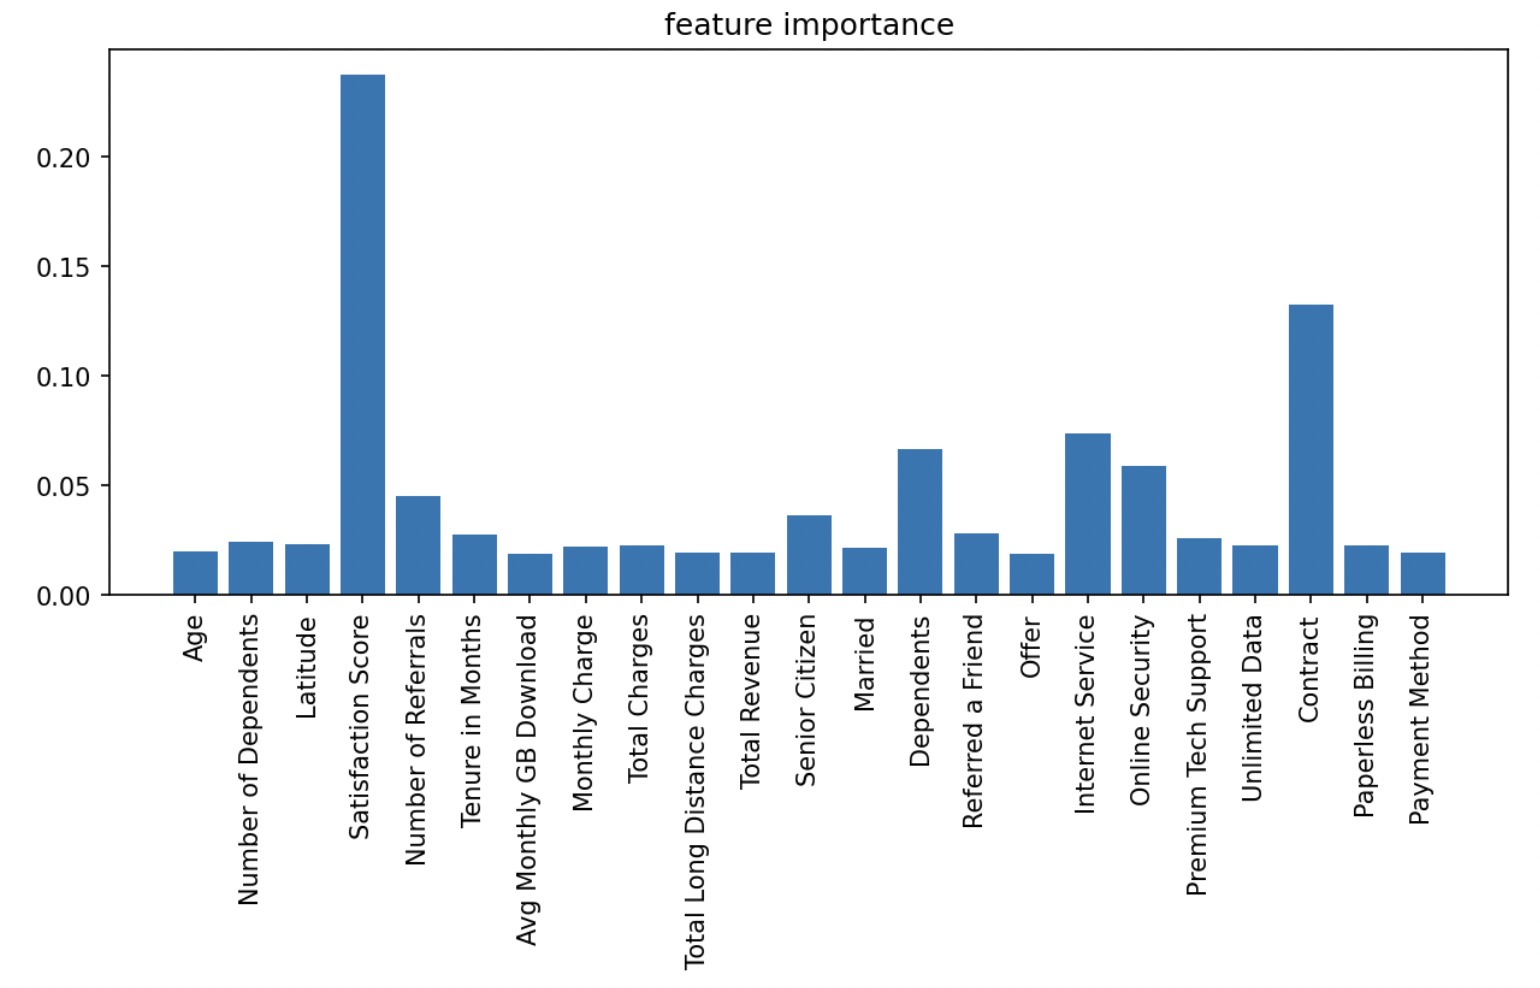 feature importance
0.20
0.15
0.10
0.05
0.00
Age
Number of Dependents
Latitude
Satisfaction Score
Number of Referrals
Tenure in Months
Avg Monthly GB Download
Monthly Charge
Total Charges
Total Long Distance Charges
Total Revenue
Senior Citizen
Married
Dependents
Referred a Friend
Offer
Internet Service
Online Security
Premium Tech Support
Unlimited Data
Contract
Paperless Billing
Payment Method